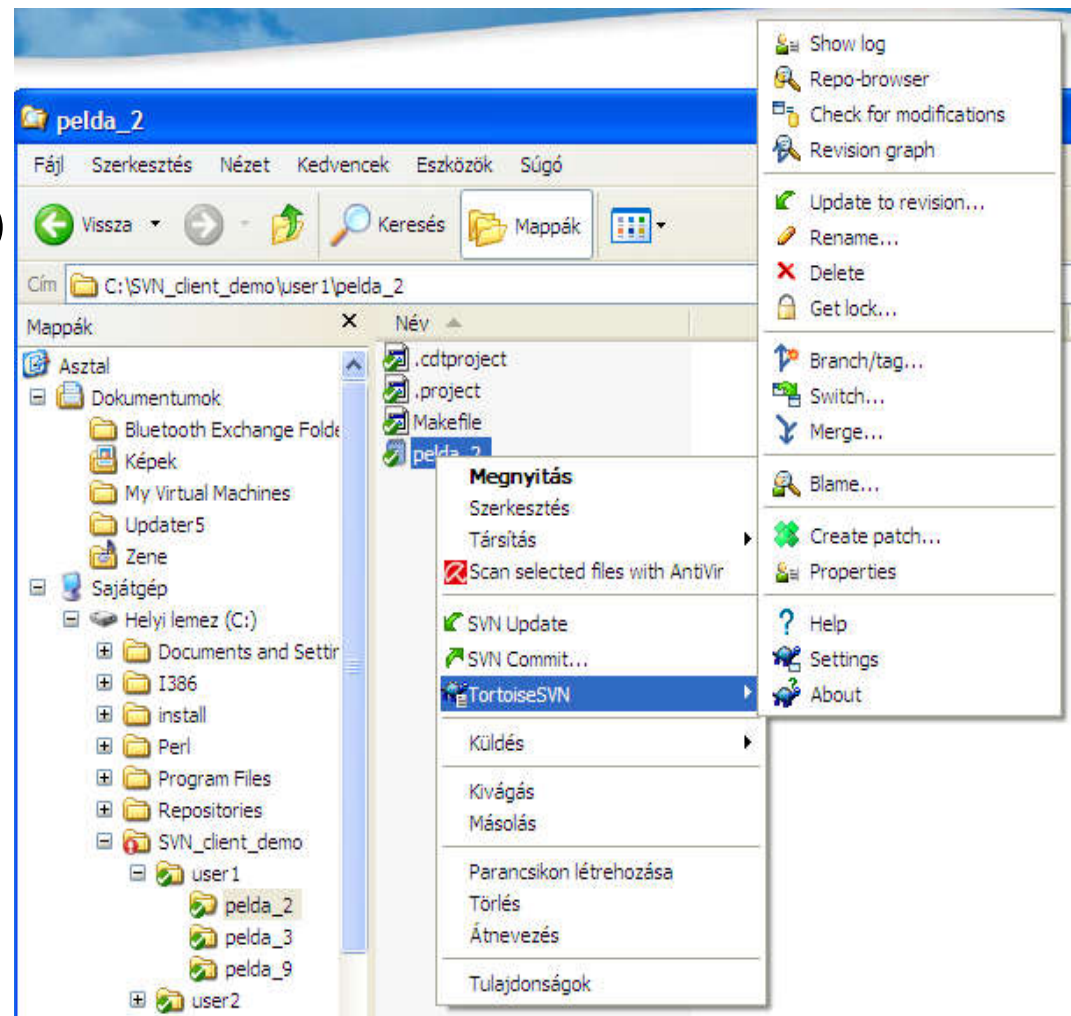 )
pelda_2
Fájl Szerkesztés Nézet Kedvencek Eszközök Súgó
Vissza Keresés Mappák
Cím C:\SVN_client_demo\user1\pelda_2
Mappák X Név
Asztal
Dokumentumok
Bluetooth Exchange Folde
Képek
My Virtual Machines
Updater5
Zene
Sajátgép
Helyi lemez (C:)
Documents and Settir
I386
install
Perl
Program Files
Repositories
SVN_client_demo
user1
pelda_2
pelda_3
pelda_9
user2
.cdtproject
.project
Makefile
pelda_2
Megnyitás
Szerkesztés
Társítás
Scan selected files with AntiVir
SVN Update
SVN Commit...
TortoiseSVN
Küldés
Kivágás
Másolás
Parancsikon létrehozása
Törlés
Átnevezés
Tulajdonságok
Show log
Repo-browser
Check for modifications
Revision graph
Update to revision...
Rename...
Delete
Get lock...
Branch/tag...
Switch...
Merge...
Blame...
Create patch...
Properties
Help
Settings
About